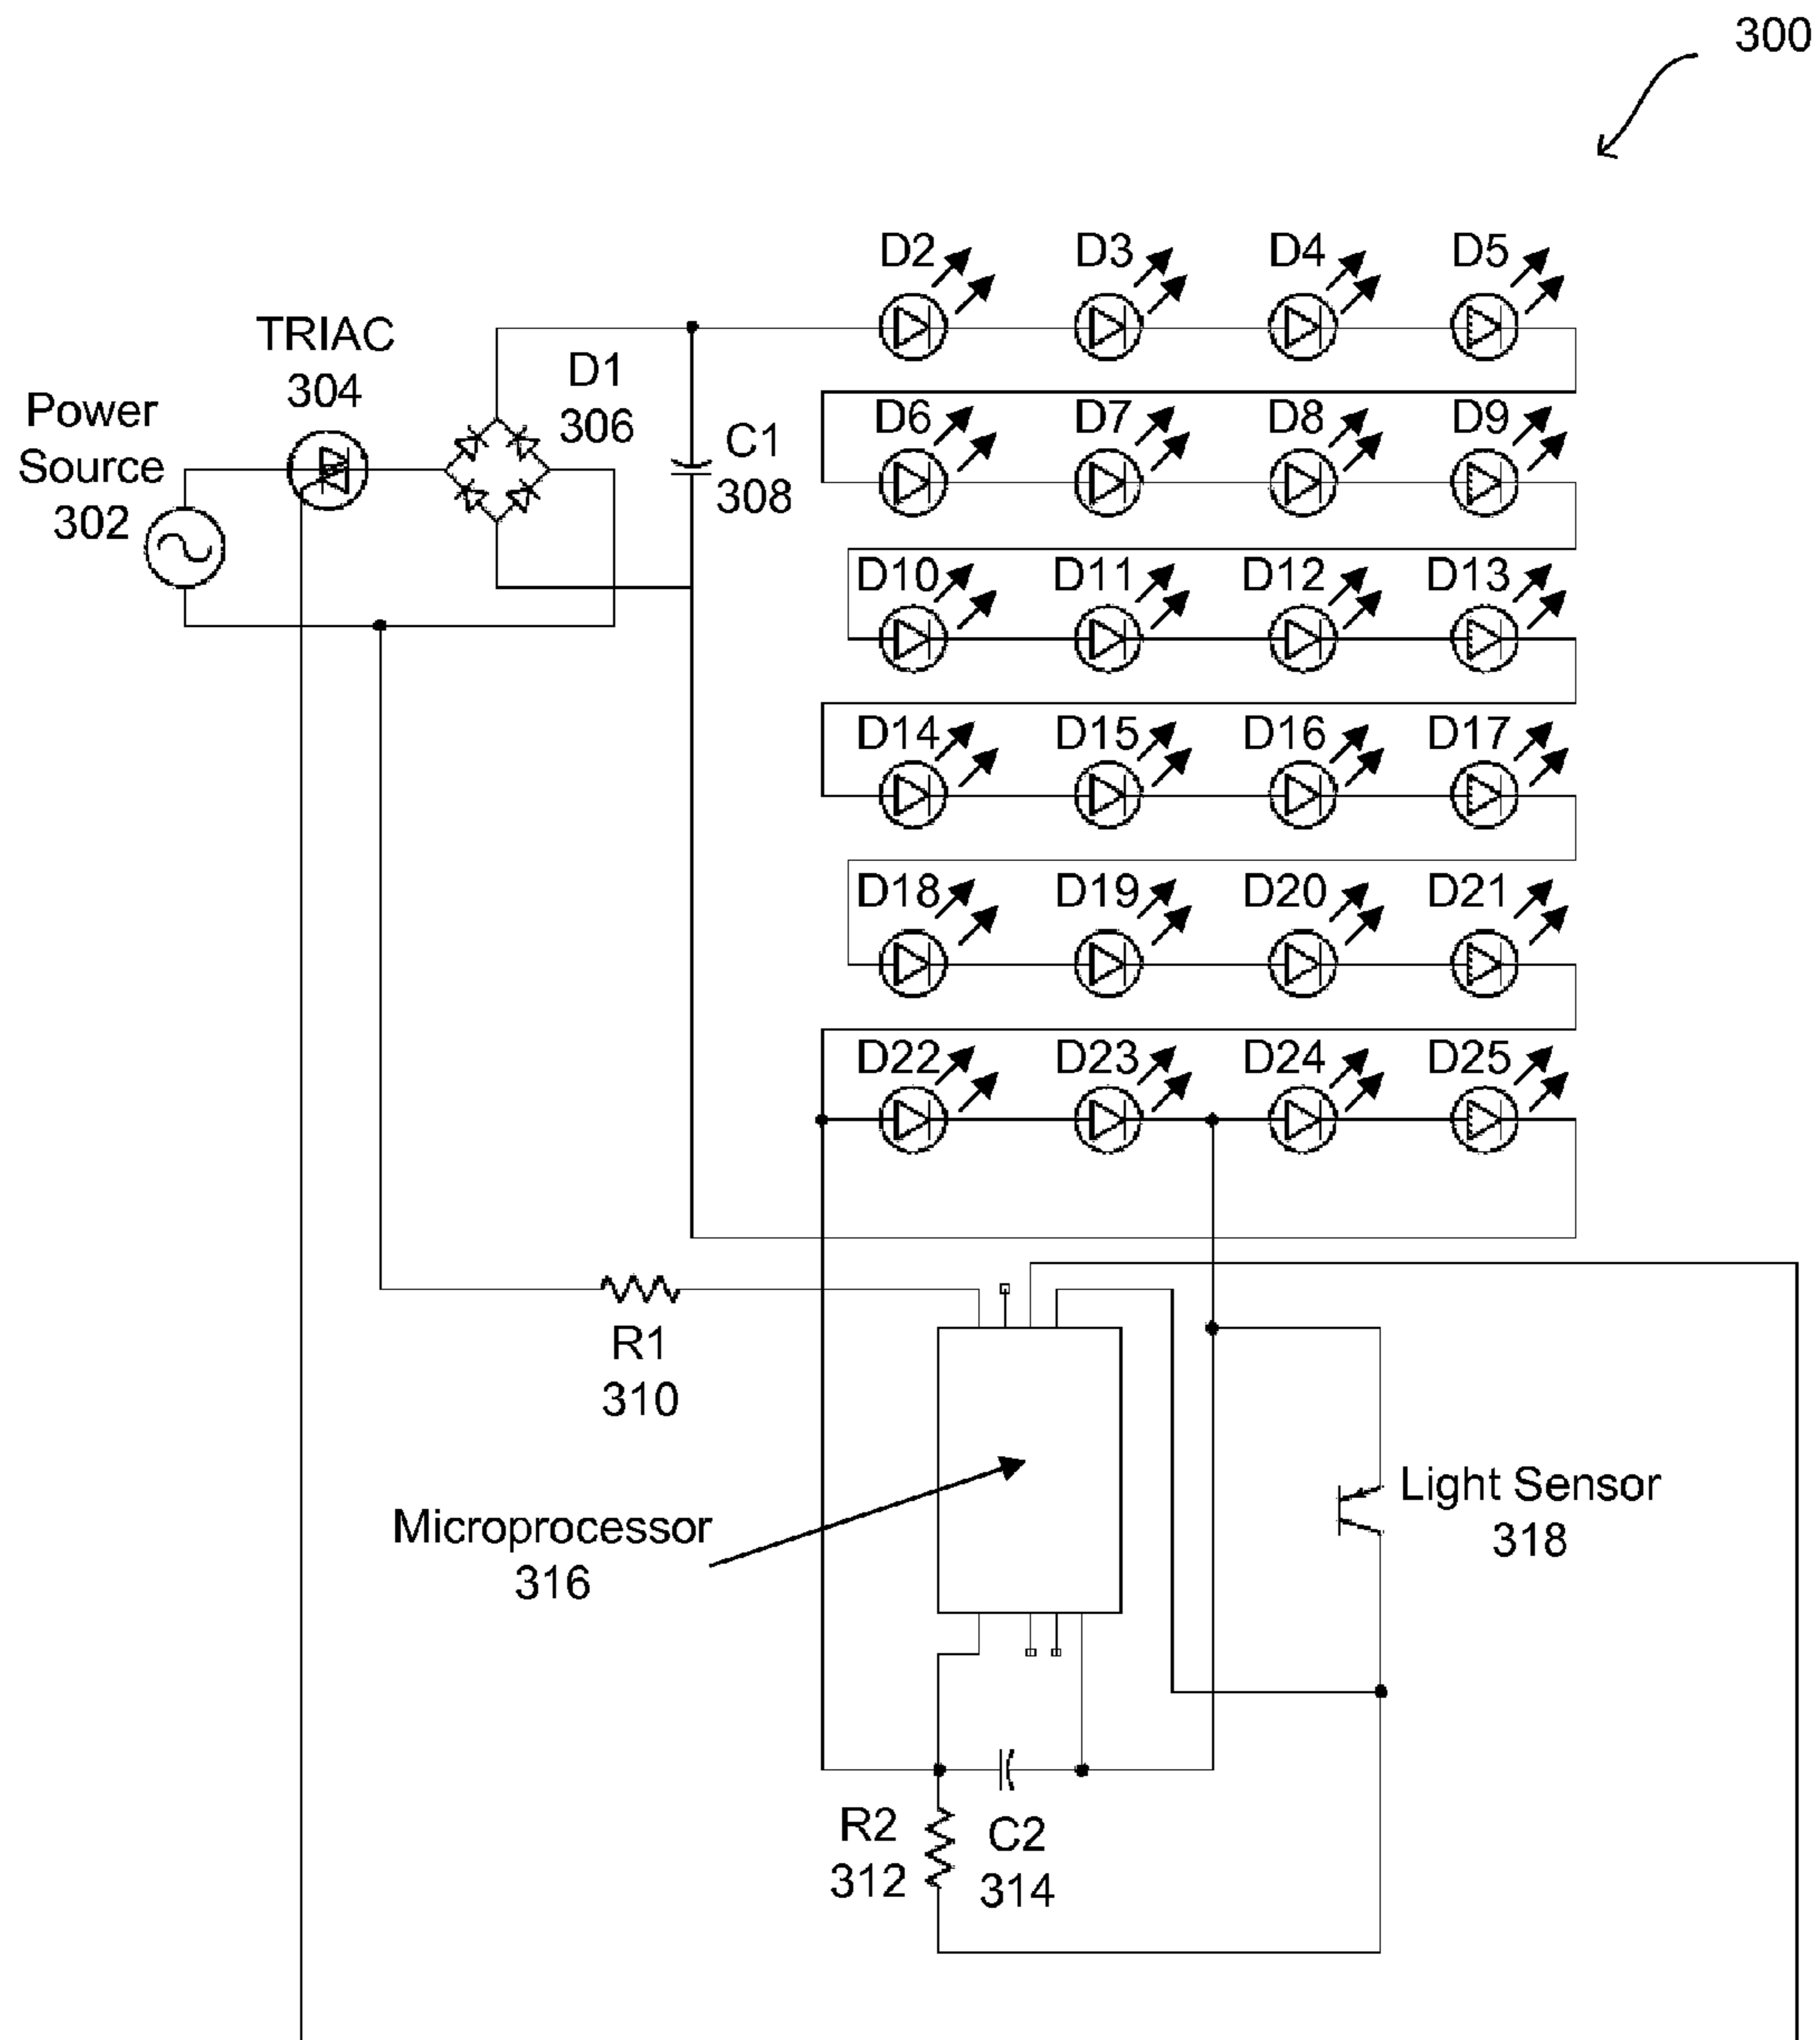 300
D2 D3 D4 D5
TRIAC
304
D1
306
Power
Source
302
C1
308
D6 D7 D8 D9
D10 D11 D12 D13
D14 D15 D16 D17
D18 D19 D20 D21
D22 D23 D24 D25
R1
310
Microprocessor
316
Light Sensor
318
R2
312
C2
314